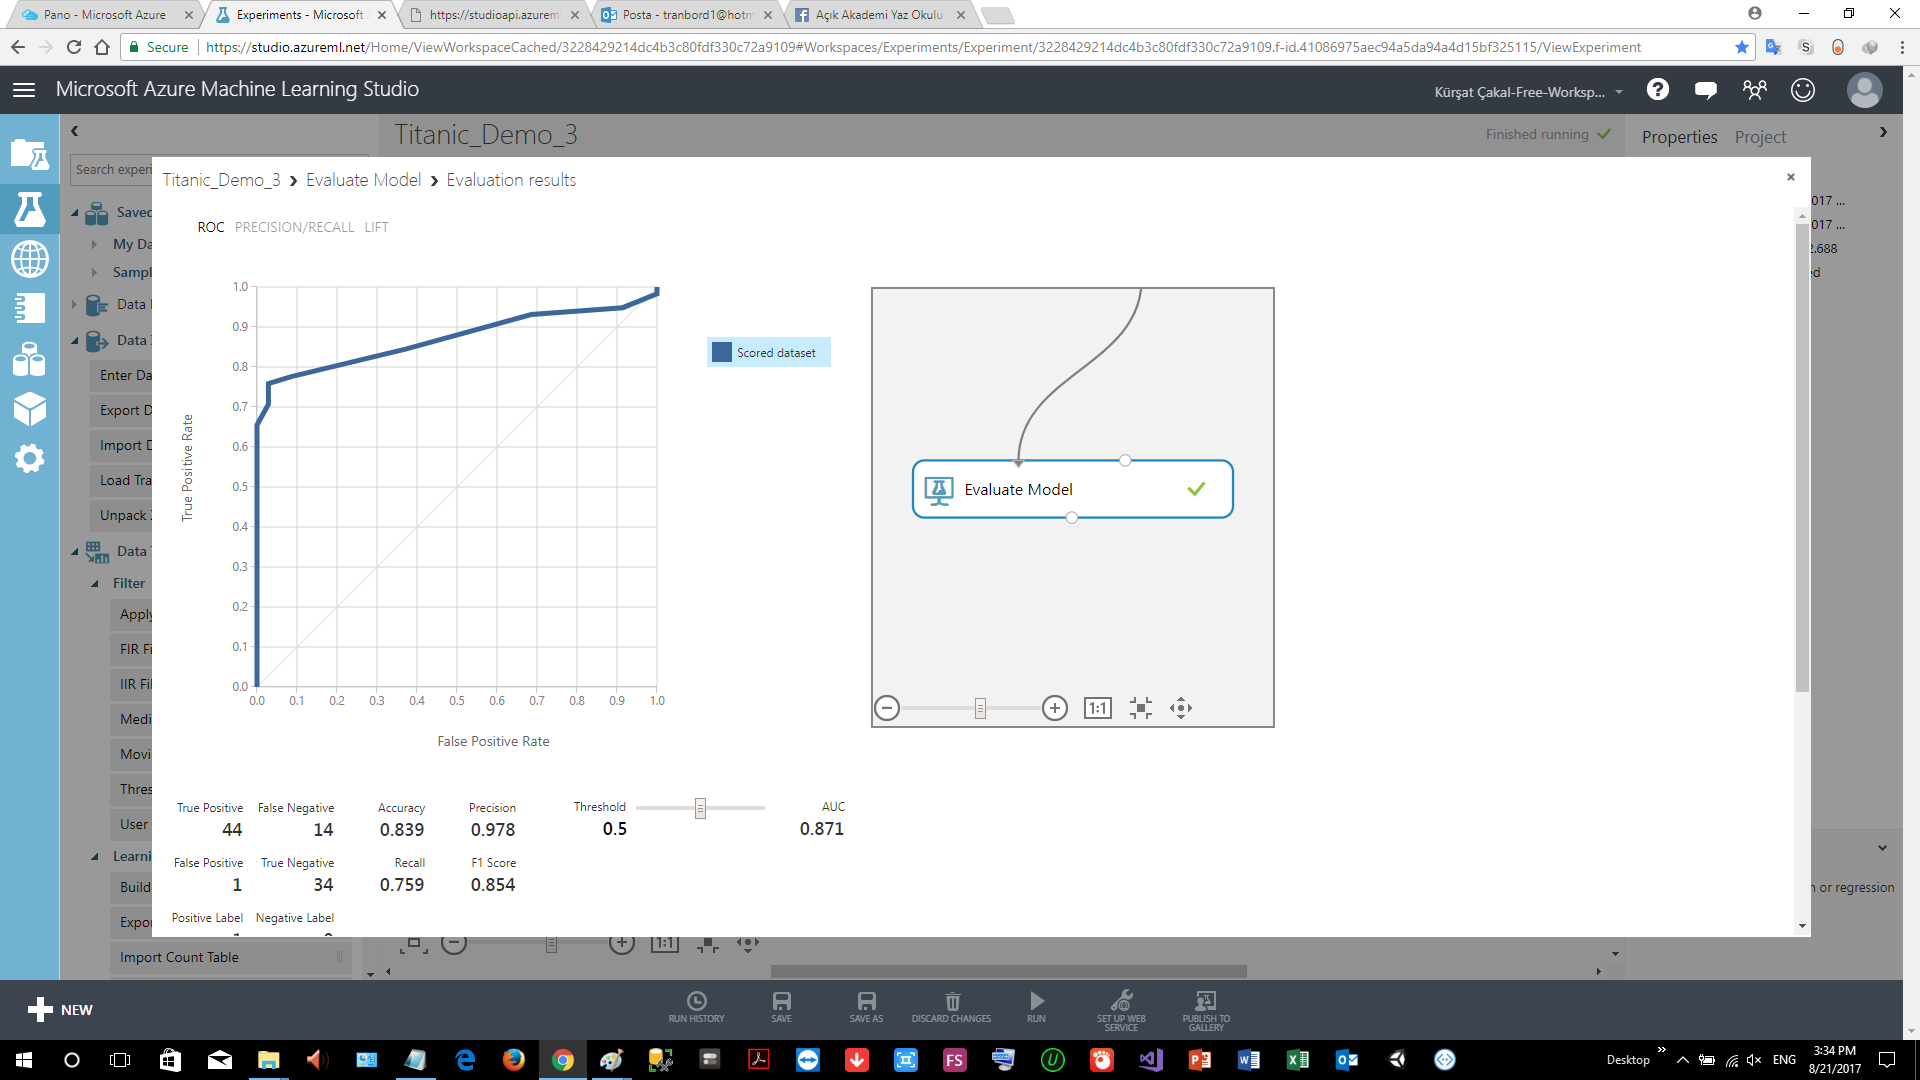 Pano - Microsoft Azure
Experiments - Microsoft
https://studioapi.azurem
Posta - tranbord1@hotm
Açık Akademi Yaz Okulu
Secure
https://studio.azureml.net/Home/ViewWorkspaceCached/3228429214dc4b3c80fdf330c72a9109#Workspaces/Experiments/Experiment/3228429214dc4b3c80fdf330c72a9109.f-id.41086975aec94a5da94a4d15bf325115/ViewExperiment
Microsoft Azure Machine Learning Studio
Kürşat Çakal-Free-Worksp...
Titanic_Demo_3
Finished running
Properties
Project
Search experi
Titanic_Demo_3 > Evaluate Model > Evaluation results
Saved
My Da
Sampl
Data
Data
Enter Da
Export D
Import D
Load Tra
Unpack
Data
Filter
Apply
FIR Fi
IIR Fil
Medi
Movi
Thres
User
Learni
Build
Expor
Import Count Table
017 ...
017 ...
2.688
ed
n or regression
ROC PRECISION/RECALL LIFT
1.0
0.9
0.8
0.7
0.6
0.5
0.4
0.3
0.2
0.1
0.0
True Positive Rate
0.0 0.1 0.2 0.3 0.4 0.5 0.6 0.7 0.8 0.9 1.0
False Positive Rate
Scored dataset
Evaluate Model
1:1
True Positive False Negative Accuracy Precision Threshold AUC
44 14 0.839 0.978 0.5 0.871
False Positive True Negative Recall F1 Score
1 34 0.759 0.854
Positive Label Negative Label
1:1
NEW
RUN HISTORY
SAVE
SAVE AS
DISCARD CHANGES
RUN
SET UP WEB
SERVICE
PUBLISH TO
GALLERY
Desktop
ENG
3:34 PM
8/21/2017